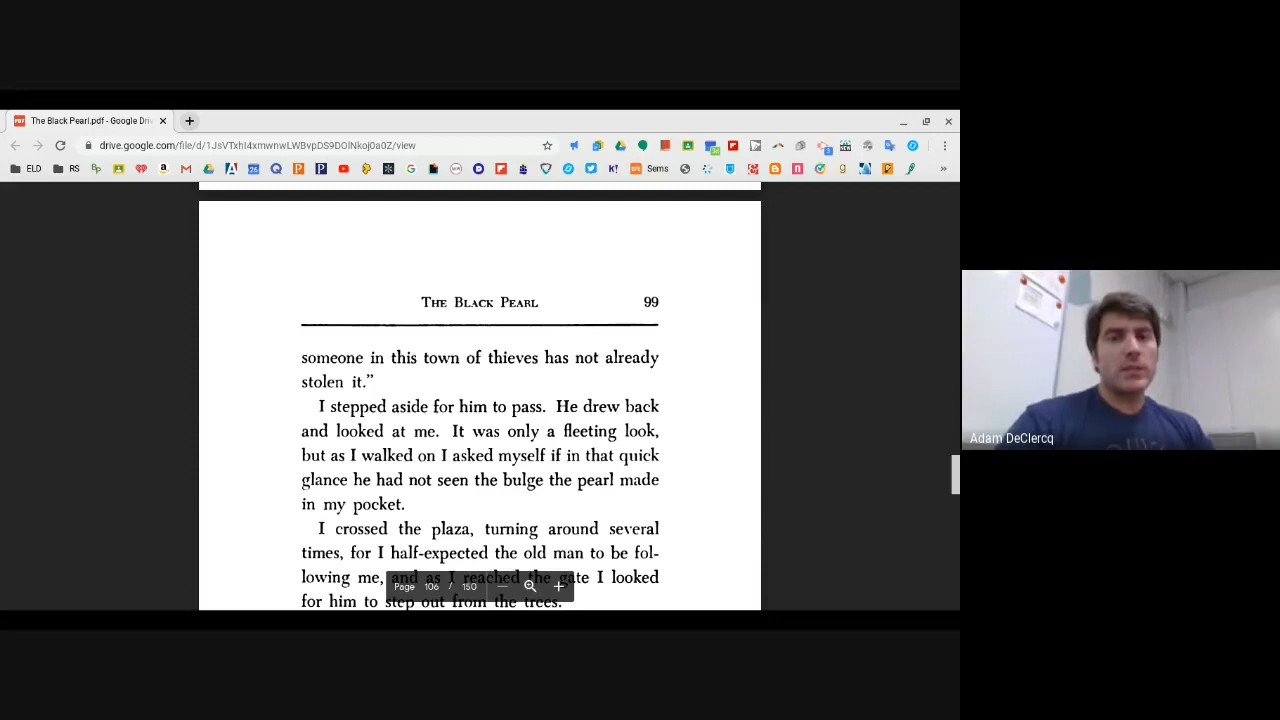 The Black Pearl.pdf - Google Driv
drive.google.com/file/d/1JsVTxhI4xmwnwLWBvpDS9DOlNkoj0a0Z/view
ELD
RS
Sems
THE BLACK PEARL 99
someone in this town of thieves has not already
stolen it.”
I stepped aside for him to pass. He drew back
and looked at me. It was only a fleeting look,
but as I walked on I asked myself if in that quick
glance he had not seen the bulge the pearl made
in my pocket.
I crossed the plaza, turning around several
times, for I half-expected the old man to be fol-
lowing me, and as I reached the gate I looked
for him to step out from the trees.
Page 106 / 150
Adam DeClercq